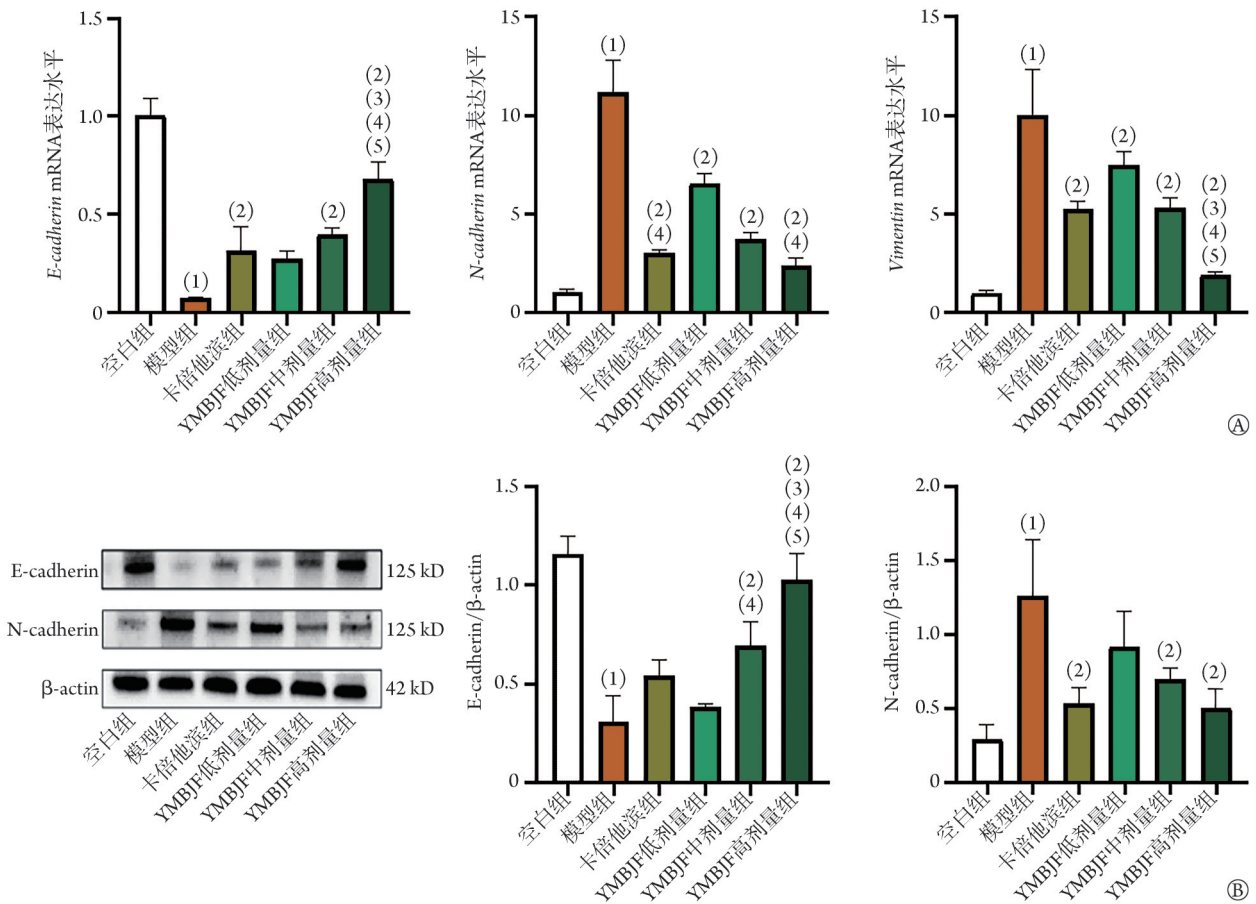 E-cadherin mRNA表达水平
1.5
1.0
0.5
0
(1)
(2)
(2)
(2)
(3)
(4)
(5)
空白组
模型组
卡倍他滨组
YMBJF低剂量组
YMBJF中剂量组
YMBJF高剂量组
N-cadherin mRNA表达水平
15
10
5
0
(1)
(2)
(4)
(2)
(2)
(2)
(4)
空白组
模型组
卡倍他滨组
YMBJF低剂量组
YMBJF中剂量组
YMBJF高剂量组
Vimentin mRNA表达水平
15
10
5
0
(1)
(2)
(2)
(2)
(2)
(3)
(4)
(5)
空白组
模型组
卡倍他滨组
YMBJF低剂量组
YMBJF中剂量组
YMBJF高剂量组
Ⓐ
E-cadherin 125 kD
N-cadherin 125 kD
β-actin 42 kD
空白组
模型组
卡倍他滨组
YMBJF低剂量组
YMBJF中剂量组
YMBJF高剂量组
E-cadherin/β-actin
1.5
1.0
0.5
0
(1)
(2)
(4)
(2)
(3)
(4)
(5)
空白组
模型组
卡倍他滨组
YMBJF低剂量组
YMBJF中剂量组
YMBJF高剂量组
N-cadherin/β-actin
2.0
1.5
1.0
0.5
0.0
(1)
(2)
(2)
(2)
空白组
模型组
卡倍他滨组
YMBJF低剂量组
YMBJF中剂量组
YMBJF高剂量组
Ⓑ